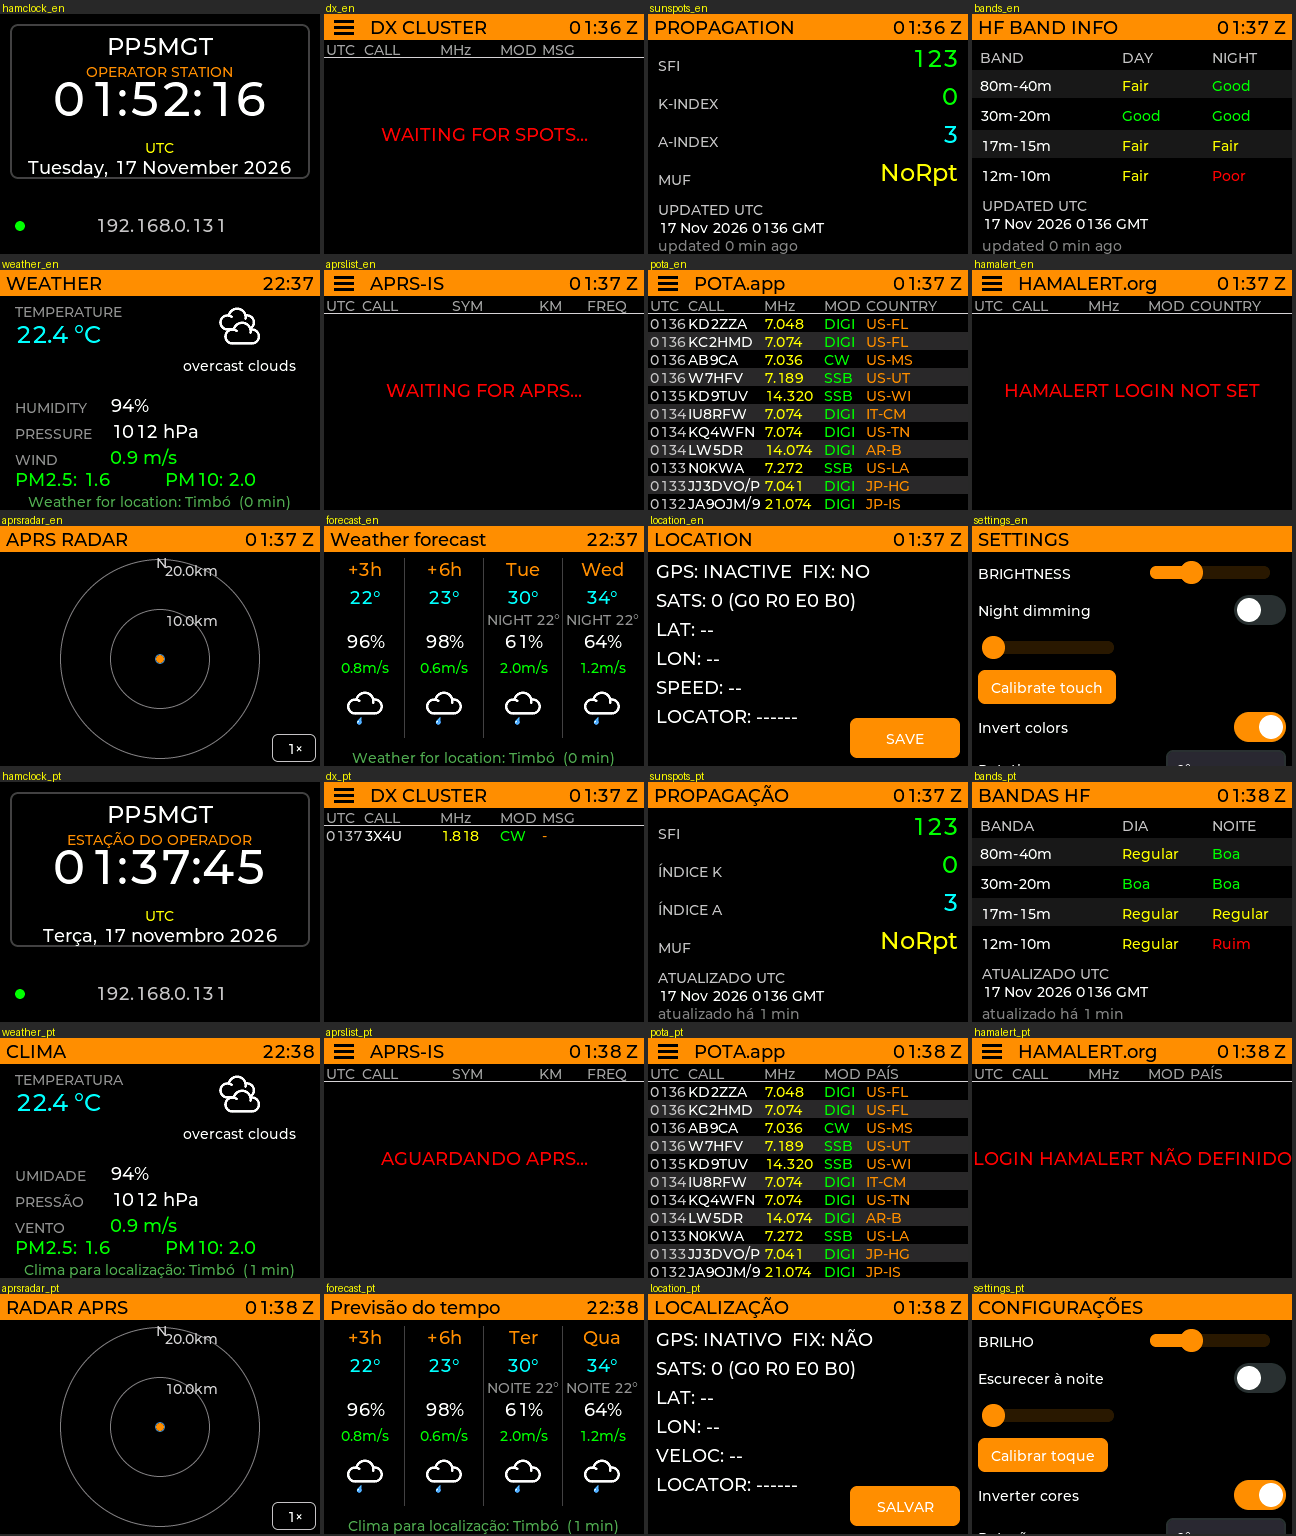 hamclock_en
PP5MGT
OPERATOR STATION
01:52:16
UTC
Tuesday, 17 November 2026
192.168.0.131
dx_en
DX CLUSTER 01:36 Z
UTC CALL MHz MOD MSG
WAITING FOR SPOTS...
sunspots_en
PROPAGATION 01:36 Z
SFI 123
K-INDEX 0
A-INDEX 3
MUF NoRpt
UPDATED UTC
17 Nov 2026 0136 GMT
updated 0 min ago
bands_en
HF BAND INFO 01:37 Z
BAND DAY NIGHT
80m-40m Fair Good
30m-20m Good Good
17m-15m Fair Fair
12m-10m Fair Poor
UPDATED UTC
17 Nov 2026 0136 GMT
updated 0 min ago
weather_en
WEATHER 22:37
TEMPERATURE
22.4 °C
overcast clouds
HUMIDITY 94%
PRESSURE 1012 hPa
WIND 0.9 m/s
PM2.5: 1.6 PM10: 2.0
Weather for location: Timbó (0 min)
aprslist_en
APRS-IS 01:37 Z
UTC CALL SYM KM FREQ
WAITING FOR APRS...
pota_en
POTA.app 01:37 Z
UTC CALL MHz MOD COUNTRY
0136 KD2ZZA 7.048 DIGI US-FL
0136 KC2HMD 7.074 DIGI US-FL
0136 AB9CA 7.036 CW US-MS
0136 W7HFV 7.189 SSB US-UT
0135 KD9TUV 14.320 SSB US-WI
0134 IU8RFW 7.074 DIGI IT-CM
0134 KQ4WFN 7.074 DIGI US-TN
0134 LW5DR 14.074 DIGI AR-B
0133 N0KWA 7.272 SSB US-LA
0133 JJ3DVO/P 7.041 DIGI JP-HG
0132 JA9OJM/9 21.074 DIGI JP-IS
hamalert_en
HAMALERT.org 01:37 Z
UTC CALL MHz MOD COUNTRY
HAMALERT LOGIN NOT SET
aprsradar_en
APRS RADAR 01:37 Z
N
20.0km
10.0km
1×
forecast_en
Weather forecast 22:37
+3h +6h Tue Wed
22° 23° 30° 34°
NIGHT 22° NIGHT 22°
96% 98% 61% 64%
0.8m/s 0.6m/s 2.0m/s 1.2m/s
Weather for location: Timbó (0 min)
location_en
LOCATION 01:37 Z
GPS: INACTIVE FIX: NO
SATS: 0 (G0 R0 E0 B0)
LAT: --
LON: --
SPEED: --
LOCATOR: ------
SAVE
settings_en
SETTINGS
BRIGHTNESS
Night dimming
Calibrate touch
Invert colors
hamclock_pt
PP5MGT
ESTAÇÃO DO OPERADOR
01:37:45
UTC
Terça, 17 novembro 2026
192.168.0.131
dx_pt
DX CLUSTER 01:37 Z
UTC CALL MHz MOD MSG
0137 3X4U 1.818 CW -
sunspots_pt
PROPAGAÇÃO 01:37 Z
SFI 123
ÍNDICE K 0
ÍNDICE A 3
MUF NoRpt
ATUALIZADO UTC
17 Nov 2026 0136 GMT
atualizado há 1 min
bands_pt
BANDAS HF 01:38 Z
BANDA DIA NOITE
80m-40m Regular Boa
30m-20m Boa Boa
17m-15m Regular Regular
12m-10m Regular Ruim
ATUALIZADO UTC
17 Nov 2026 0136 GMT
atualizado há 1 min
weather_pt
CLIMA 22:38
TEMPERATURA
22.4 °C
overcast clouds
UMIDADE 94%
PRESSÃO 1012 hPa
VENTO 0.9 m/s
PM2.5: 1.6 PM10: 2.0
Clima para localização: Timbó (1 min)
aprslist_pt
APRS-IS 01:38 Z
UTC CALL SYM KM FREQ
AGUARDANDO APRS...
pota_pt
POTA.app 01:38 Z
UTC CALL MHz MOD PAÍS
0136 KD2ZZA 7.048 DIGI US-FL
0136 KC2HMD 7.074 DIGI US-FL
0136 AB9CA 7.036 CW US-MS
0136 W7HFV 7.189 SSB US-UT
0135 KD9TUV 14.320 SSB US-WI
0134 IU8RFW 7.074 DIGI IT-CM
0134 KQ4WFN 7.074 DIGI US-TN
0134 LW5DR 14.074 DIGI AR-B
0133 N0KWA 7.272 SSB US-LA
0133 JJ3DVO/P 7.041 DIGI JP-HG
0132 JA9OJM/9 21.074 DIGI JP-IS
hamalert_pt
HAMALERT.org 01:38 Z
UTC CALL MHz MOD PAÍS
LOGIN HAMALERT NÃO DEFINIDO
aprsradar_pt
RADAR APRS 01:38 Z
N
20.0km
10.0km
1×
forecast_pt
Previsão do tempo 22:38
+3h +6h Ter Qua
22° 23° 30° 34°
NOITE 22° NOITE 22°
96% 98% 61% 64%
0.8m/s 0.6m/s 2.0m/s 1.2m/s
Clima para localização: Timbó (1 min)
location_pt
LOCALIZAÇÃO 01:38 Z
GPS: INATIVO FIX: NÃO
SATS: 0 (G0 R0 E0 B0)
LAT: --
LON: --
VELOC: --
LOCATOR: ------
SALVAR
settings_pt
CONFIGURAÇÕES
BRILHO
Escurecer à noite
Calibrar toque
Inverter cores